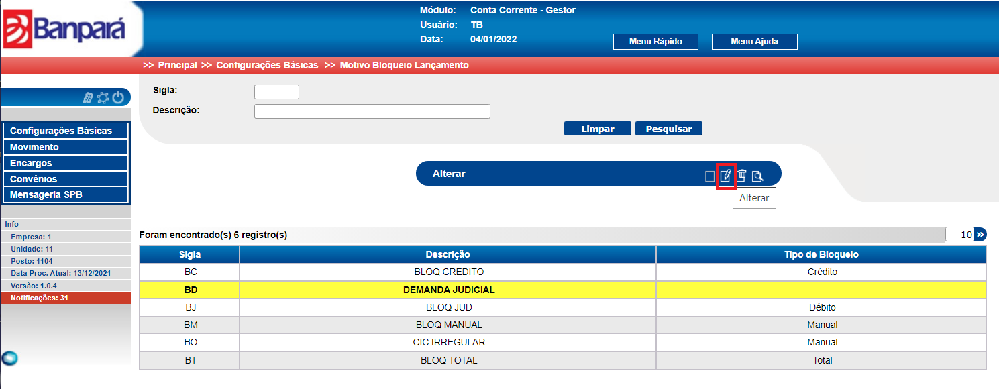 Banpará
Módulo: Conta Corrente - Gestor
Usuário: TB
Data: 04/01/2022
Menu Rápido Menu Ajuda
>> Principal >> Configurações Básicas >> Motivo Bloqueio Lançamento
Sigla:
Descrição:
Limpar Pesquisar
Configurações Básicas
Movimento
Encargos
Convênios
Mensageria SPB
Info
Empresa: 1
Unidade: 11
Posto: 1104
Data Proc. Atual: 13/12/2021
Versão: 1.0.4
Notificações: 31
Alterar
Alterar
Foram encontrado(s) 6 registro(s) 10
Sigla Descrição Tipo de Bloqueio
BC BLOQ CREDITO Crédito
BD DEMANDA JUDICIAL
BJ BLOQ JUD Débito
BM BLOQ MANUAL Manual
BO CIC IRREGULAR Manual
BT BLOQ TOTAL Total